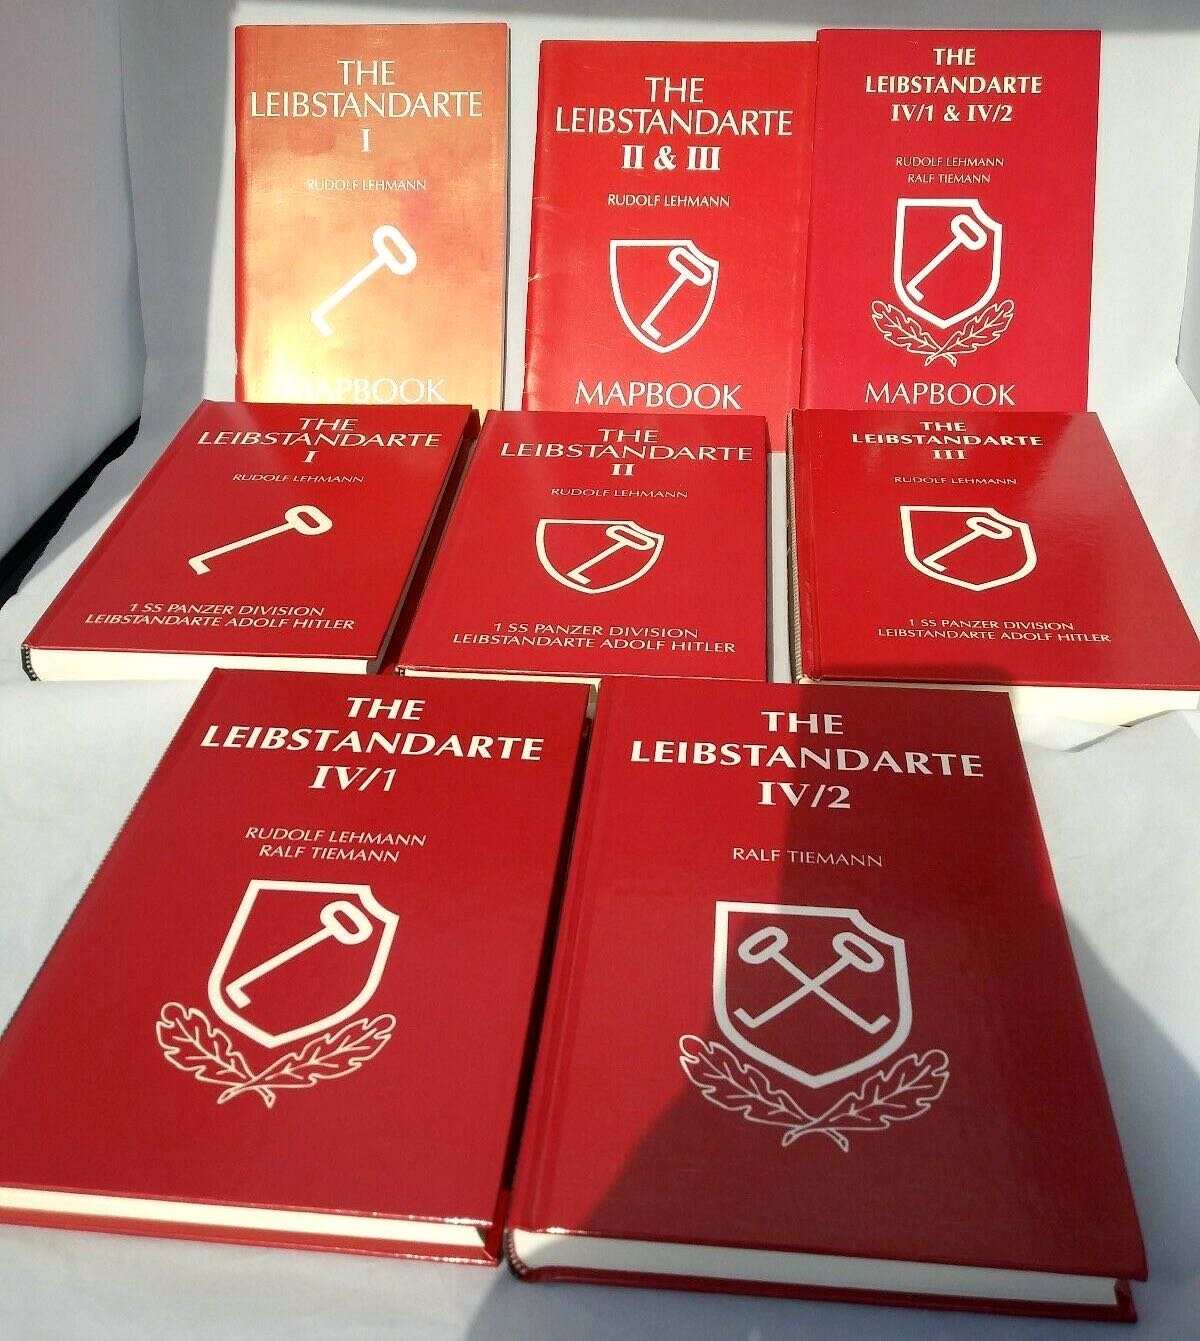 THE
LEIBSTANDARTE
I
RUDOLF LEHMANN
MAPBOOK
THE
LEIBSTANDARTE
II & III
RUDOLF LEHMANN
MAPBOOK
THE
LEIBSTANDARTE
IV/1 & IV/2
RUDOLF LEHMANN
RALF TIEMANN
MAPBOOK
THE
LEIBSTANDARTE
I
RUDOLF LEHMANN
1 SS PANZER DIVISION
LEIBSTANDARTE ADOLF HITLER
THE
LEIBSTANDARTE
II
RUDOLF LEHMANN
1 SS PANZER DIVISION
LEIBSTANDARTE ADOLF HITLER
THE
LEIBSTANDARTE
III
RUDOLF LEHMANN
1 SS PANZER DIVISION
LEIBSTANDARTE ADOLF HITLER
THE
LEIBSTANDARTE
IV/1
RUDOLF LEHMANN
RALF TIEMANN
THE
LEIBSTANDARTE
IV/2
RALF TIEMANN